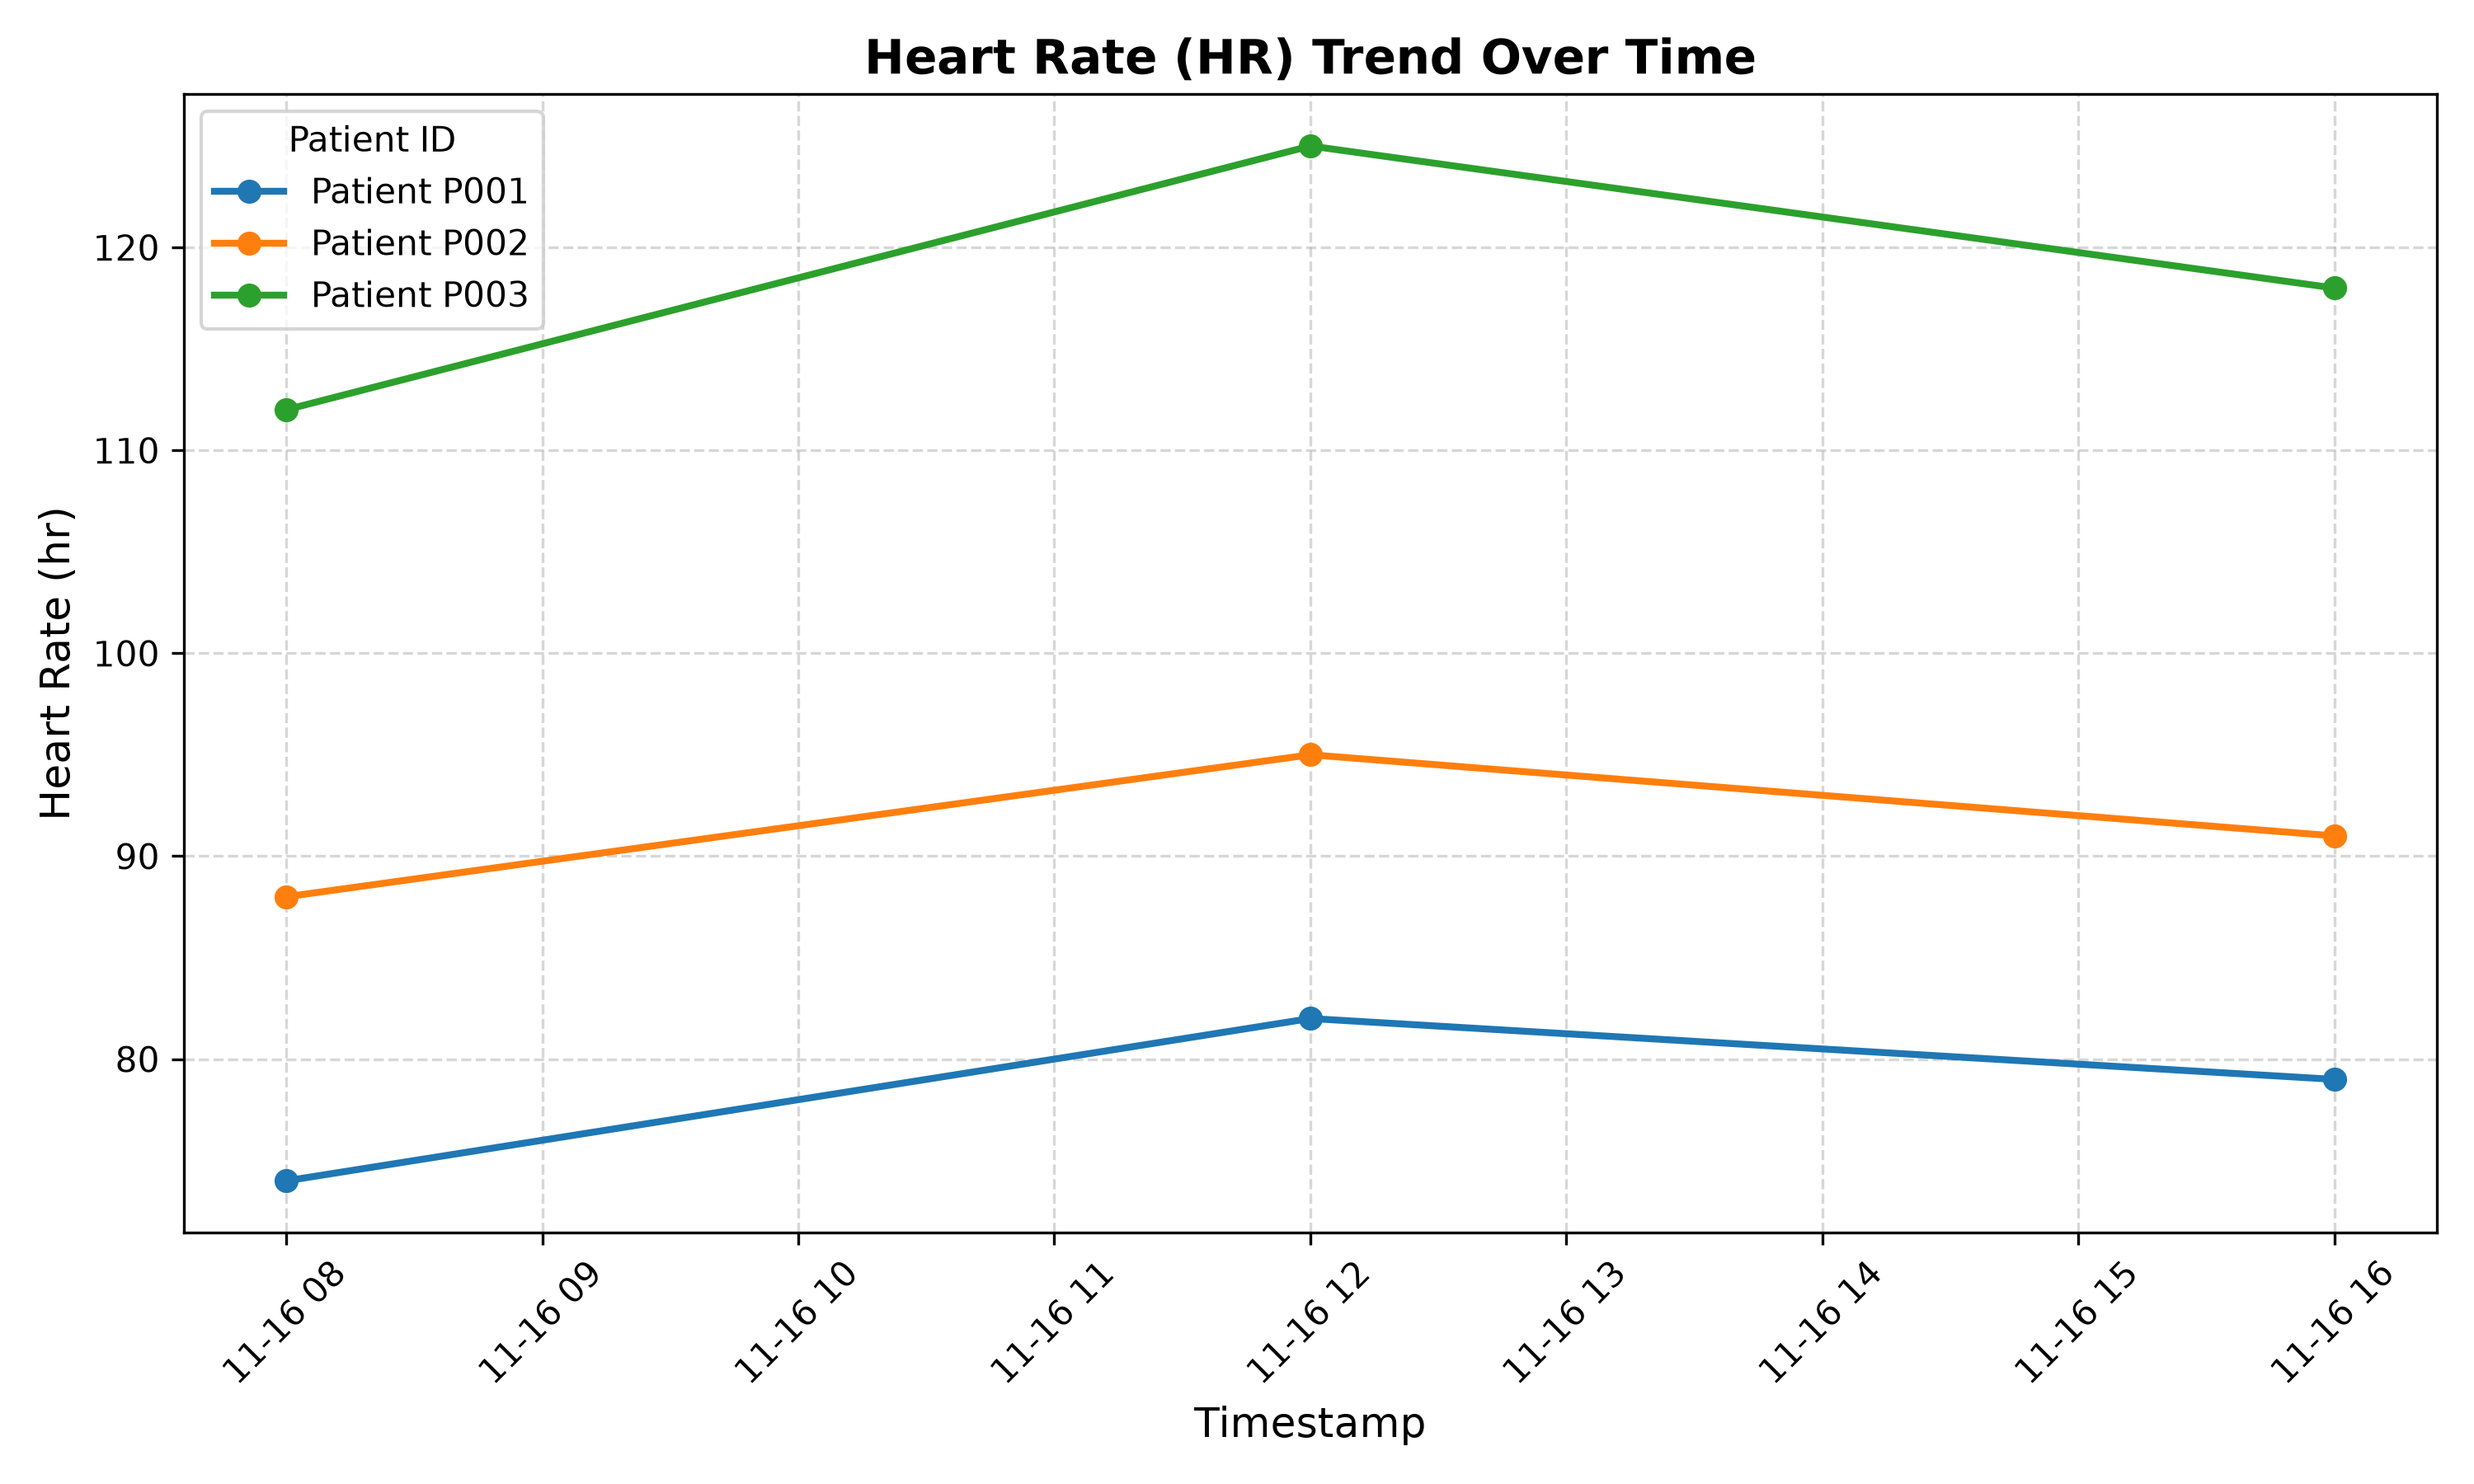 Heart Rate (HR) Trend Over Time
Patient ID
Patient P001
Patient P002
Patient P003
Heart Rate (hr)
120
110
100
90
80
11-16 08
11-16 09
11-16 10
11-16 11
11-16 12
11-16 13
11-16 14
11-16 15
11-16 16
Timestamp